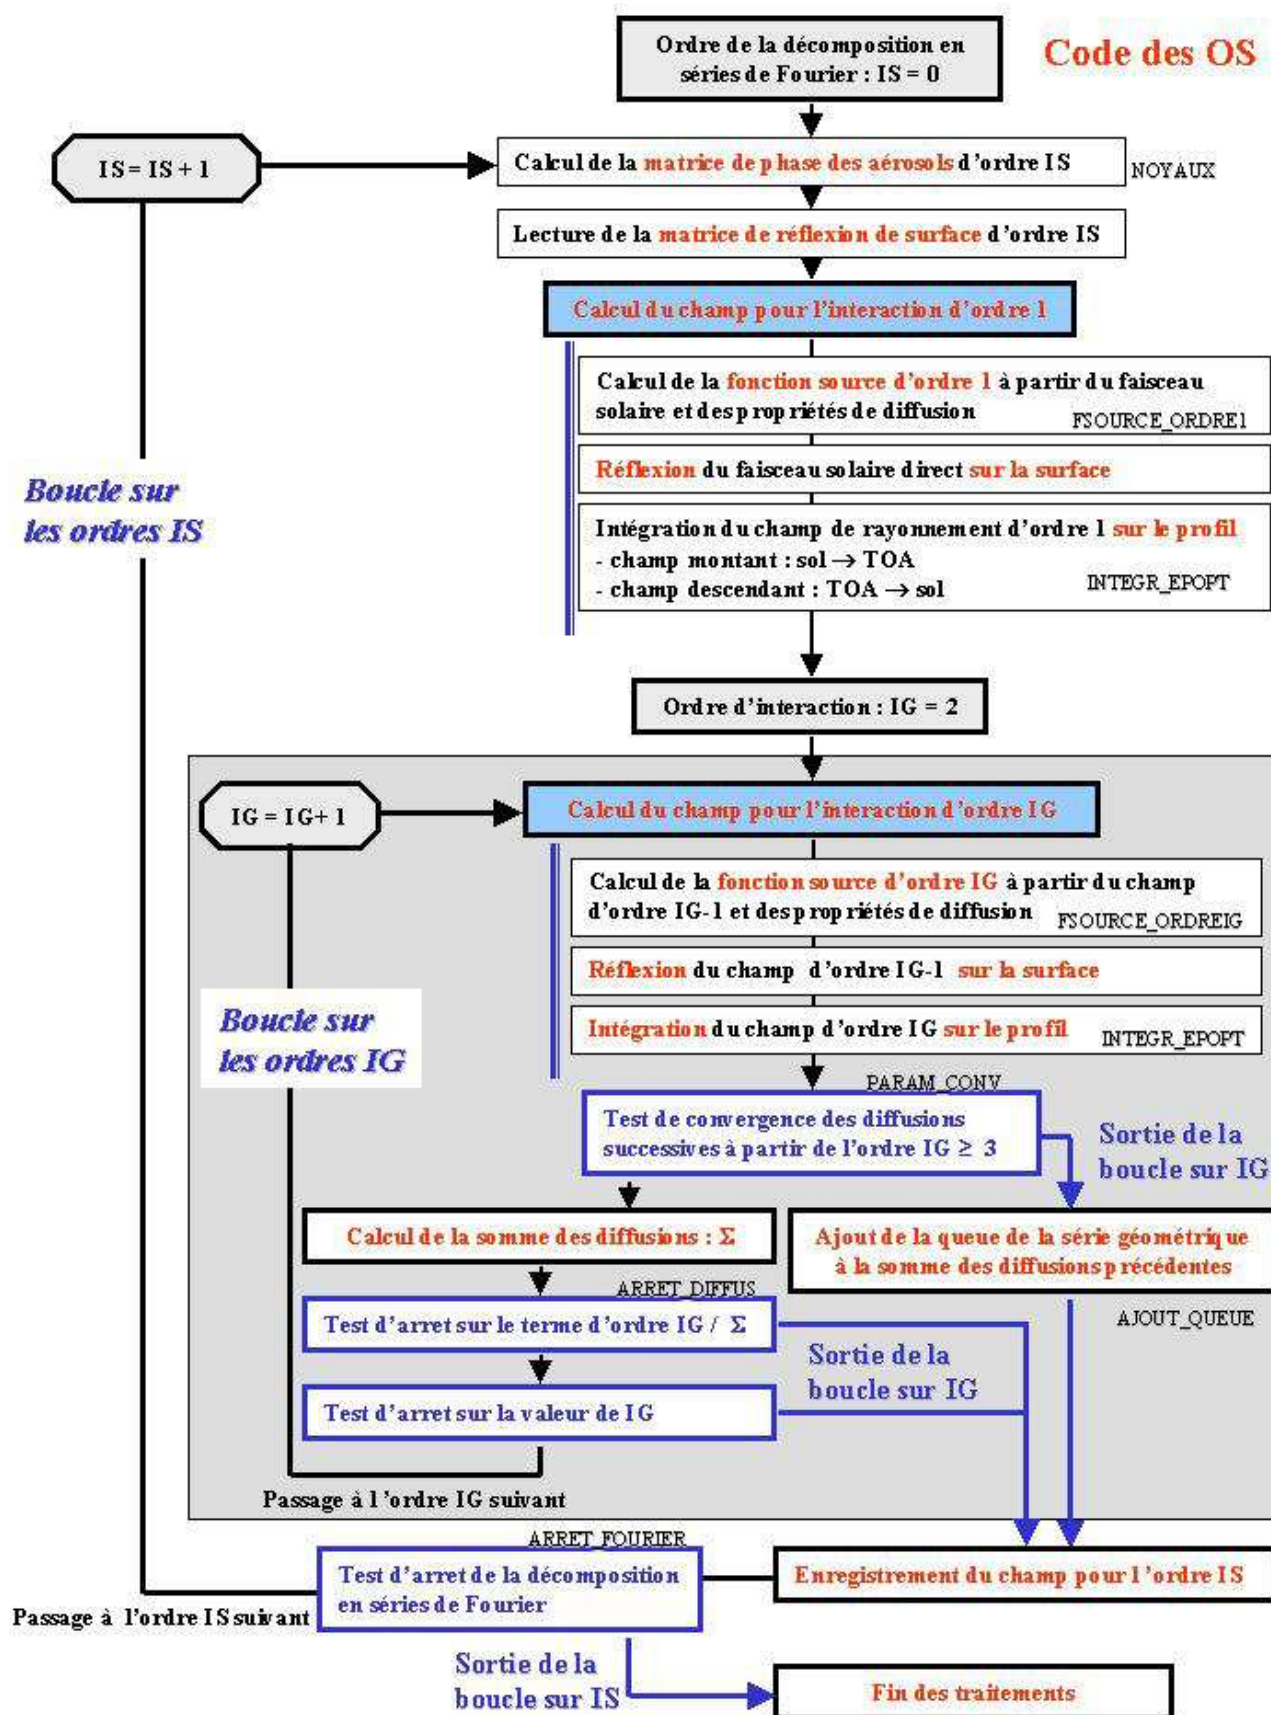 Ordre de la décomposition en
séries de Fourier : IS = 0
Code des OS
IS= IS + 1
Calcul de la matrice de phase des aérosols d'ordre IS
NOYAUX
Lecture de la matrice de réflexion de surface d'ordre IS
Calcul du champ pour l'interaction d'ordre 1
Calcul de la fonction source d'ordre 1 à partir du faisceau
solaire et des propriétés de diffusion
FSOURCE_ORDRE1
Réflexion du faisceau solaire direct sur la surface
Boucle sur
les ordres IS
Intégration du champ de rayonnement d'ordre 1 sur le profil
- champ montant : sol → TOA
- champ descendant : TOA → sol
INTEGR_EPOPT
Ordre d'interaction : IG = 2
IG = IG+ 1
Calcul du champ pour l'interaction d'ordre IG
Calcul de la fonction source d'ordre IG à partir du champ
d'ordre IG-1 et des propriétés de diffusion
FSOURCE_ORDREIG
Réflexion du champ d'ordre IG-1 sur la surface
Boucle sur
les ordres IG
Intégration du champ d'ordre IG sur le profil
INTEGR_EPOPT
PARAM_CONV
Test de convergence des diffusions
successives à partir de l'ordre IG ≥ 3
Sortie de la
boucle sur IG
Calcul de la somme des diffusions : Σ
Ajout de la queue de la série géométrique
à la somme des diffusions précédentes
ARRET_DIFFUS
AJOUT_QUEUE
Test d'arret sur le terme d'ordre IG / Σ
Sortie de la
boucle sur IG
Test d'arret sur la valeur de IG
Passage à l'ordre IG suivant
ARRET_FOURIER
Test d'arret de la décomposition
en séries de Fourier
Enregistrement du champ pour l'ordre IS
Passage à l'ordre IS suivant
Sortie de la
boucle sur IS
Fin des traitements